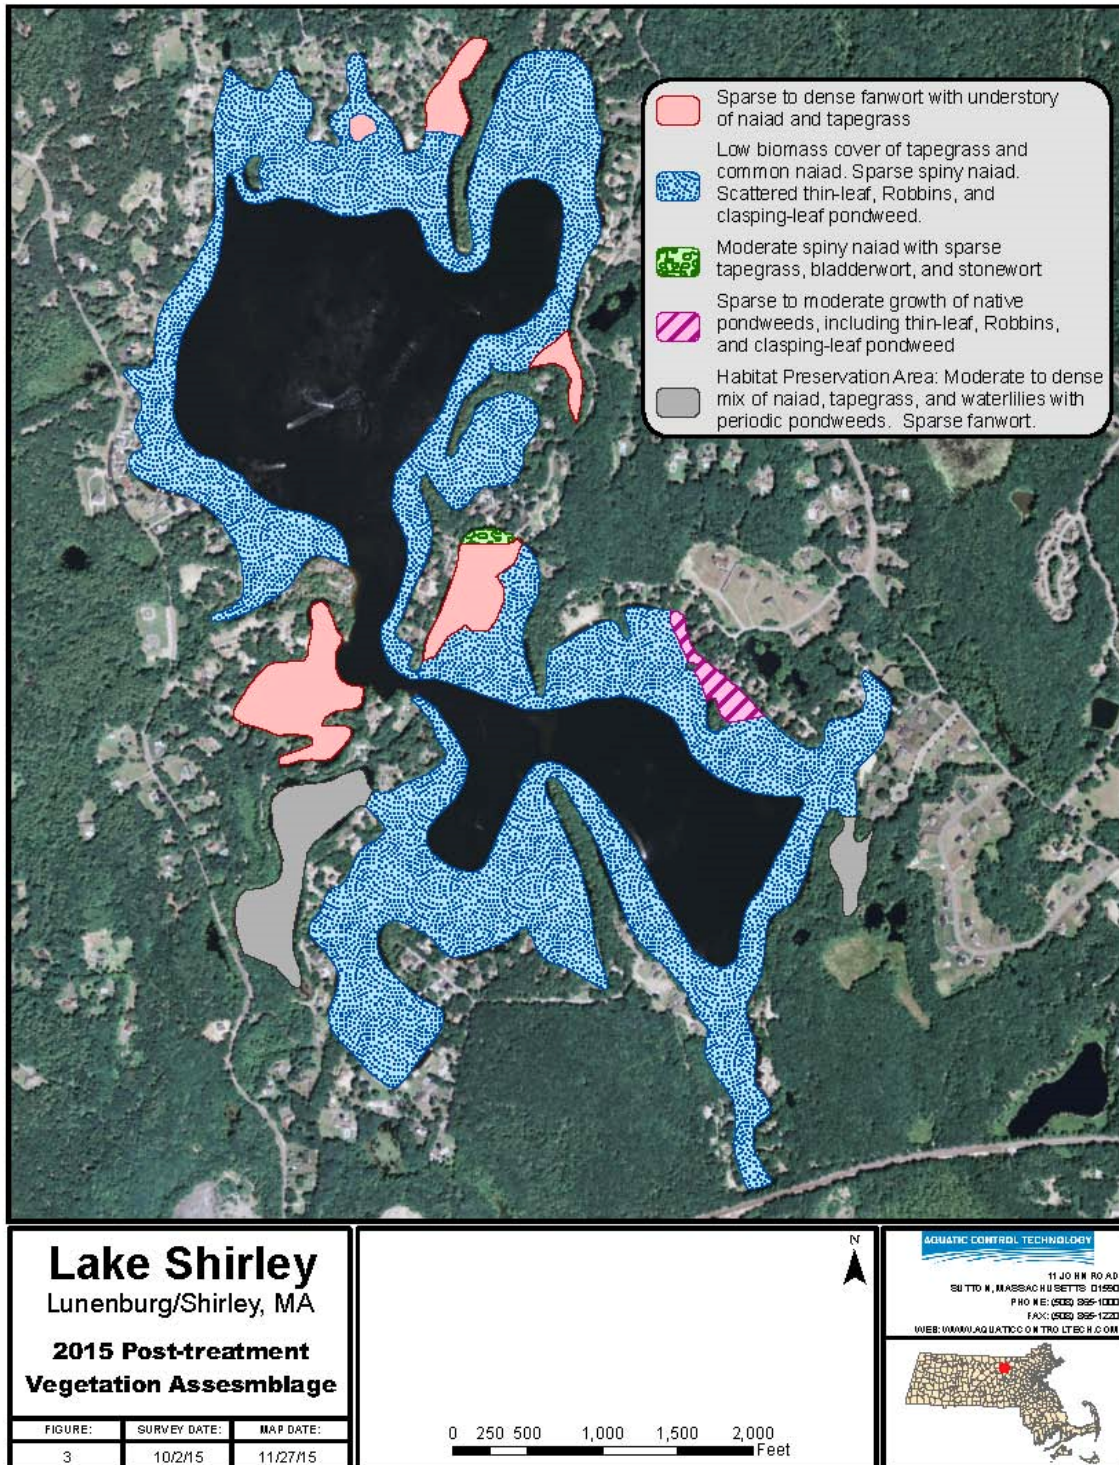 Sparse to dense fanwort with understory
of naiad and tapegrass
Low biomass cover of tapegrass and
common naiad. Sparse spiny naiad.
Scattered thin-leaf, Robbins, and
clasping-leaf pondweed.
Moderate spiny naiad with sparse
tapegrass, bladderwort, and stonewort
Sparse to moderate growth of native
pondweeds, including thin-leaf, Robbins,
and clasping-leaf pondweed
Habitat Preservation Area: Moderate to dense
mix of naiad, tapegrass, and waterlilies with
periodic pondweeds. Sparse fanwort.
Lake Shirley
Lunenburg/Shirley, MA
2015 Post-treatment
Vegetation Assesmblage
FIGURE: SURVEY DATE: MAP DATE:
3 10/2/15 11/27/15
N
0 250 500 1,000 1,500 2,000
Feet
AQUATIC CONTROL TECHNOLOGY
11 JOHN ROAD
SUTTON, MASSACHUSETTS 01590
PHONE: (508) 865-1000
FAX: (508) 865-1220
WEB: WWW.AQUATICCONTROLTECH.COM